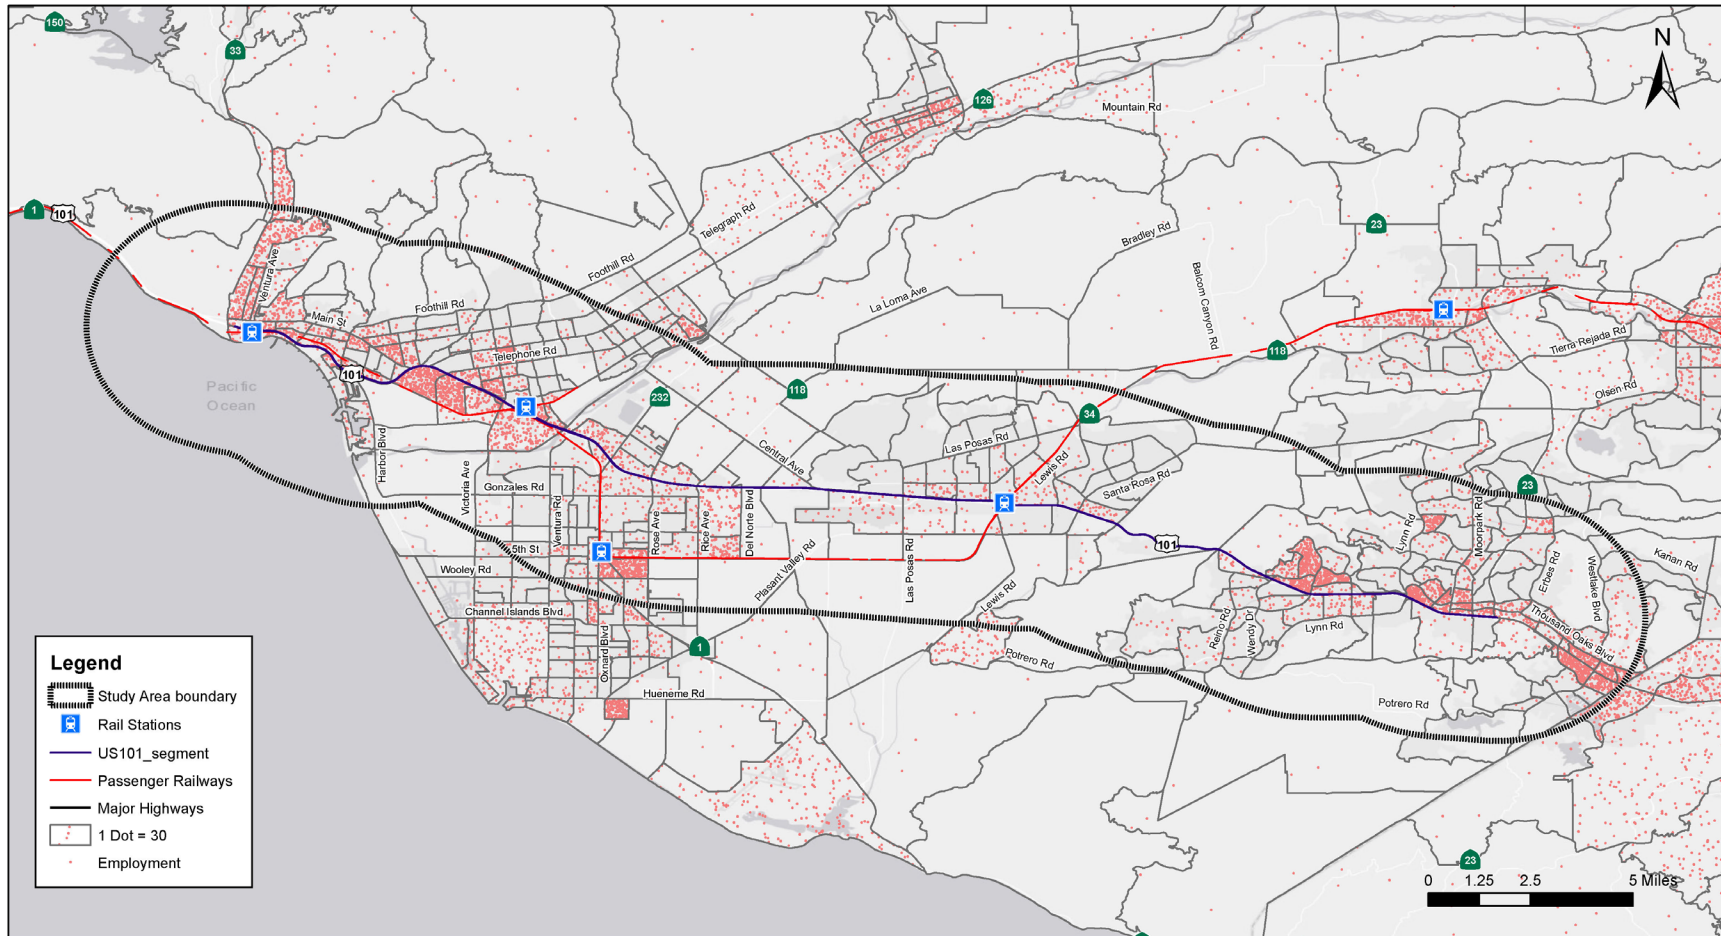 150
33
N
126
Mountain Rd
1
101
Telegraph Rd
23
Bradley Rd
Foothill Rd
Ventura Ave
Balcom Canyon Rd
La Loma Ave
Foothill Rd
Main St
Tierra Rejada Rd
118
Telephone Rd
101
Pacific
Ocean
232
118
Olsen Rd
34
Las Posas Rd
Harbor Blvd
Central Ave
Lewis Rd
Victoria Ave
Gonzales Rd
Santa Rosa Rd
23
Ventura Rd
Rose Ave
Rice Ave
Del Norte Blvd
Lynn Rd
Moorpark Rd
101
5th St
Wooley Rd
Plasant Valley Rd
Las Posas Rd
Erbes Rd
Westlake Blvd
Kanan Rd
Lewis Rd
Channel Islands Blvd
Reino Rd
Wendy Dr
Lynn Rd
Thousand Oaks Blvd
Oxnard Blvd
1
Potrero Rd
Hueneme Rd
Potrero Rd
Legend
Study Area boundary
Rail Stations
US101_segment
Passenger Railways
Major Highways
1 Dot = 30
Employment
23
0 1.25 2.5 5 Miles